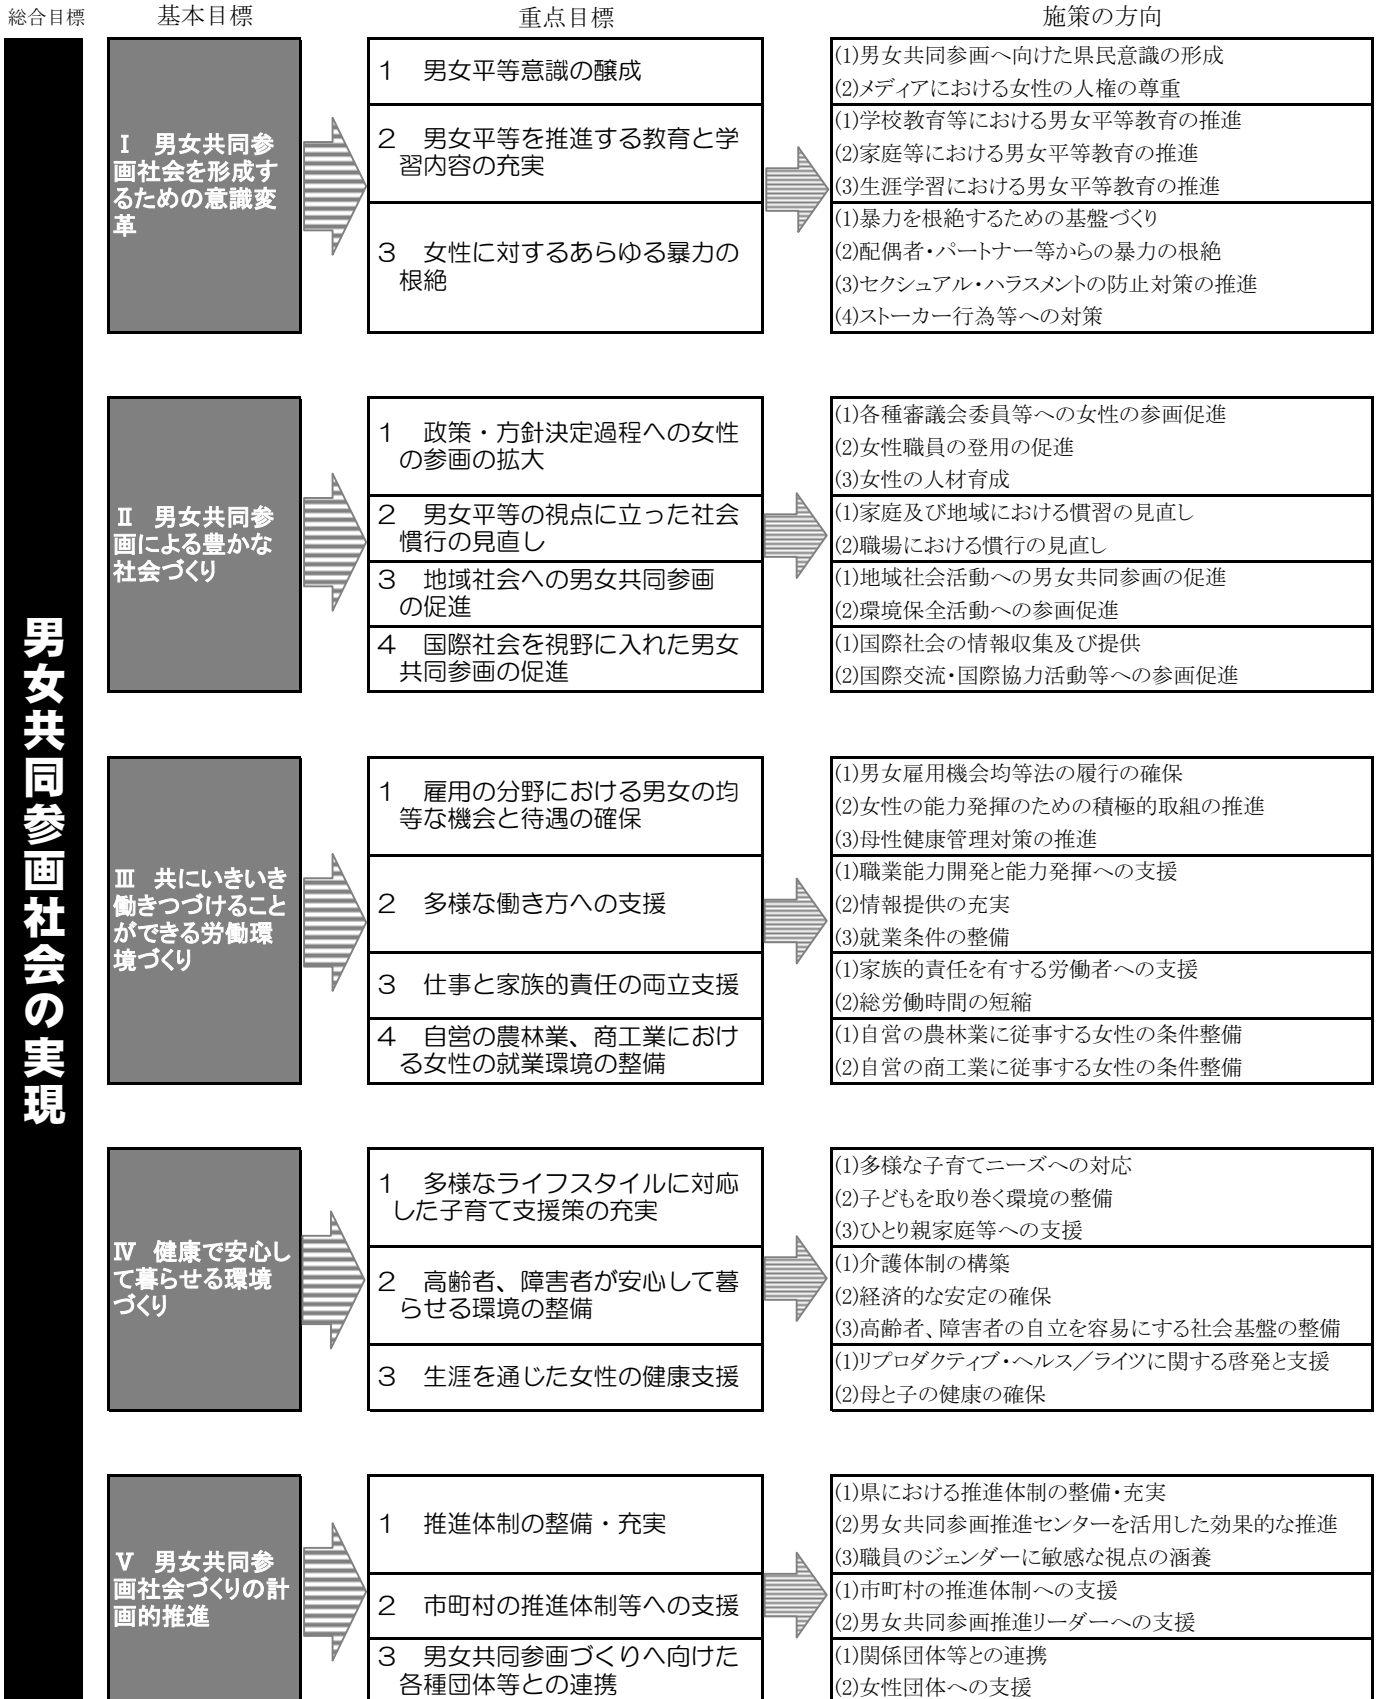 総合目標
基本目標
重点目標
施策の方向
男女共同参画社会の実現
Ⅰ　男女共同参
画社会を形成す
るための意識変
革
１　男女平等意識の醸成
(1)男女共同参画へ向けた県民意識の形成
(2)メディアにおける女性の人権の尊重
２　男女平等を推進する教育と学
習内容の充実
(1)学校教育等における男女平等教育の推進
(2)家庭等における男女平等教育の推進
(3)生涯学習における男女平等教育の推進
３　女性に対するあらゆる暴力の
根絶
(1)暴力を根絶するための基盤づくり
(2)配偶者・パートナー等からの暴力の根絶
(3)セクシュアル・ハラスメントの防止対策の推進
(4)ストーカー行為等への対策
Ⅱ　男女共同参
画による豊かな
社会づくり
１　政策・方針決定過程への女性
の参画の拡大
(1)各種審議会委員等への女性の参画促進
(2)女性職員の登用の促進
(3)女性の人材育成
２　男女平等の視点に立った社会
慣行の見直し
(1)家庭及び地域における慣習の見直し
(2)職場における慣行の見直し
３　地域社会への男女共同参画
の促進
(1)地域社会活動への男女共同参画の促進
(2)環境保全活動への参画促進
４　国際社会を視野に入れた男女
共同参画の促進
(1)国際社会の情報収集及び提供
(2)国際交流・国際協力活動等への参画促進
Ⅲ　共にいきいき
働きつづけること
ができる労働環
境づくり
１　雇用の分野における男女の均
等な機会と待遇の確保
(1)男女雇用機会均等法の履行の確保
(2)女性の能力発揮のための積極的取組の推進
(3)母性健康管理対策の推進
２　多様な働き方への支援
(1)職業能力開発と能力発揮への支援
(2)情報提供の充実
(3)就業条件の整備
３　仕事と家族的責任の両立支援
(1)家族的責任を有する労働者への支援
(2)総労働時間の短縮
４　自営の農林業、商工業におけ
る女性の就業環境の整備
(1)自営の農林業に従事する女性の条件整備
(2)自営の商工業に従事する女性の条件整備
Ⅳ　健康で安心し
て暮らせる環境
づくり
１　多様なライフスタイルに対応
した子育て支援策の充実
(1)多様な子育てニーズへの対応
(2)子どもを取り巻く環境の整備
(3)ひとり親家庭等への支援
２　高齢者、障害者が安心して暮
らせる環境の整備
(1)介護体制の構築
(2)経済的な安定の確保
(3)高齢者、障害者の自立を容易にする社会基盤の整備
３　生涯を通じた女性の健康支援
(1)リプロダクティブ・ヘルス／ライツに関する啓発と支援
(2)母と子の健康の確保
Ⅴ　男女共同参
画社会づくりの計
画的推進
１　推進体制の整備・充実
(1)県における推進体制の整備・充実
(2)男女共同参画推進センターを活用した効果的な推進
(3)職員のジェンダーに敏感な視点の涵養
２　市町村の推進体制等への支援
(1)市町村の推進体制への支援
(2)男女共同参画推進リーダーへの支援
３　男女共同参画づくりへ向けた
各種団体等との連携
(1)関係団体等との連携
(2)女性団体への支援